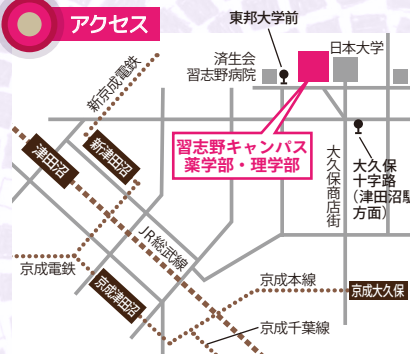 アクセス
東邦大学前
日本大学
済生会
習志野病院
新京成電鉄
習志野キャンパス
薬学部・理学部
津田沼
新津田沼
大久保商店街
大久保
十字路
（津田沼駅
方面）
JR総武線
京成電鉄
京成津田沼
京成本線
京成大久保
京成千葉線